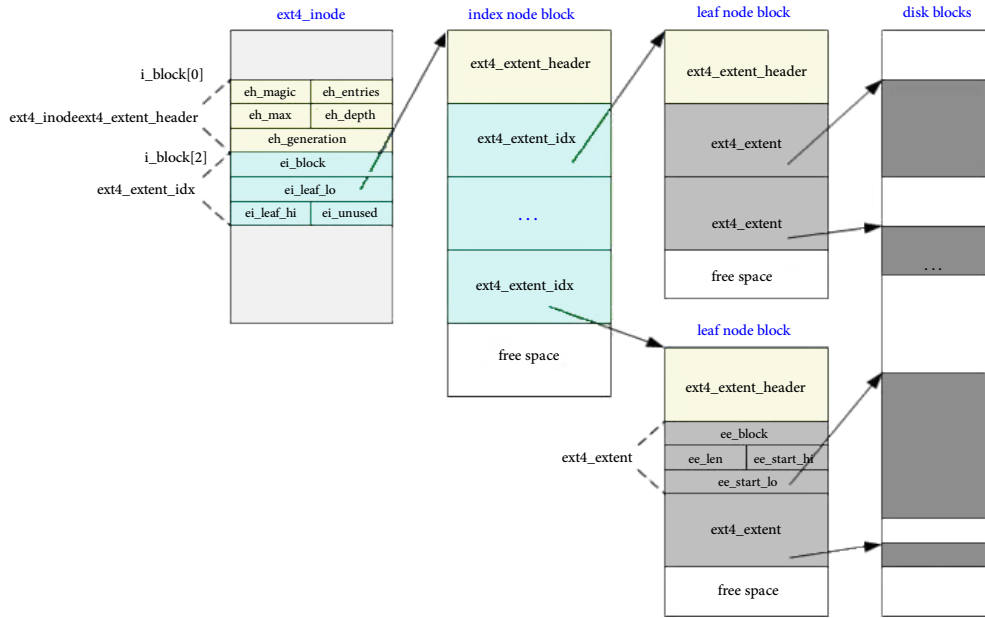 ext4_inode
i_block[0]
eh_magic
eh_entries
ext4_inodeext4_extent_header
eh_max
eh_depth
eh_generation
i_block[2]
ei_block
ext4_extent_idx
ei_leaf_lo
ei_leaf_hi
ei_unused
index node block
ext4_extent_header
ext4_extent_idx
...
ext4_extent_idx
free space
leaf node block
ext4_extent_header
ext4_extent
ext4_extent
free space
leaf node block
ext4_extent_header
ext4_extent
ee_block
ee_len
ee_start_hi
ee_start_lo
ext4_extent
free space
disk blocks
...